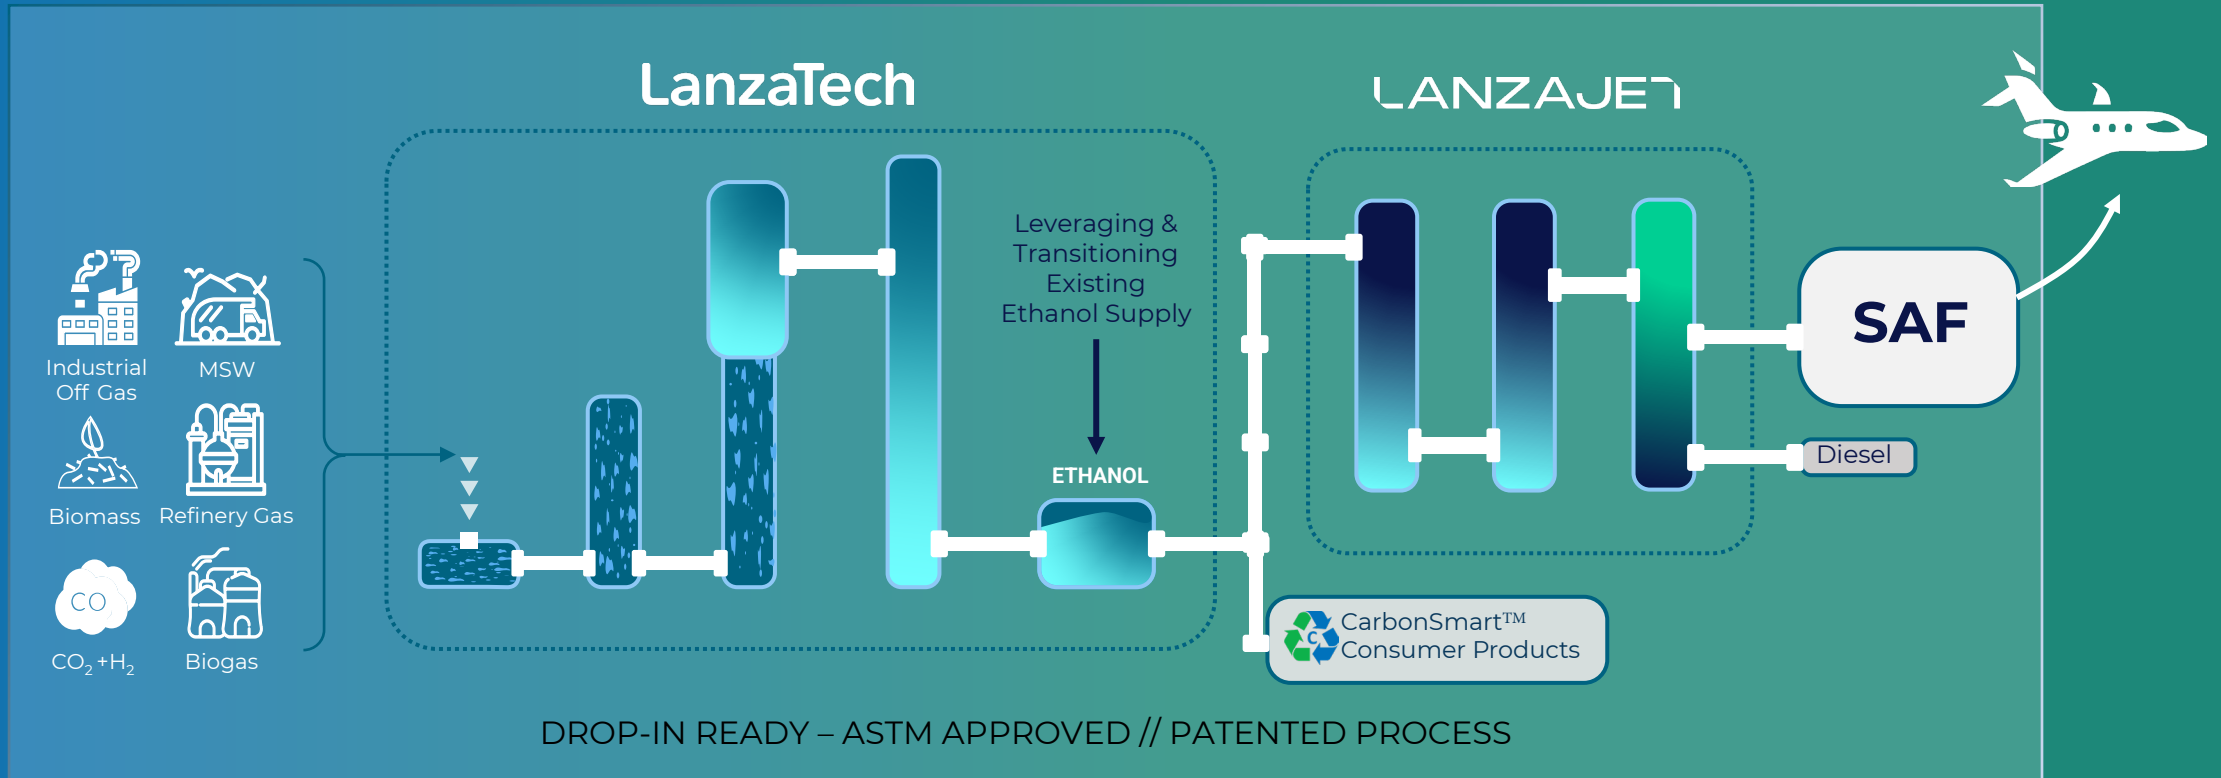 LanzaTech
LANZAJET
Leveraging &
Transitioning
Existing
Ethanol Supply
Industrial
Off Gas
MSW
Biomass
Refinery Gas
CO
CO₂+H₂
Biogas
ETHANOL
SAF
Diesel
C
CarbonSmart™
Consumer Products
DROP-IN READY – ASTM APPROVED // PATENTED PROCESS